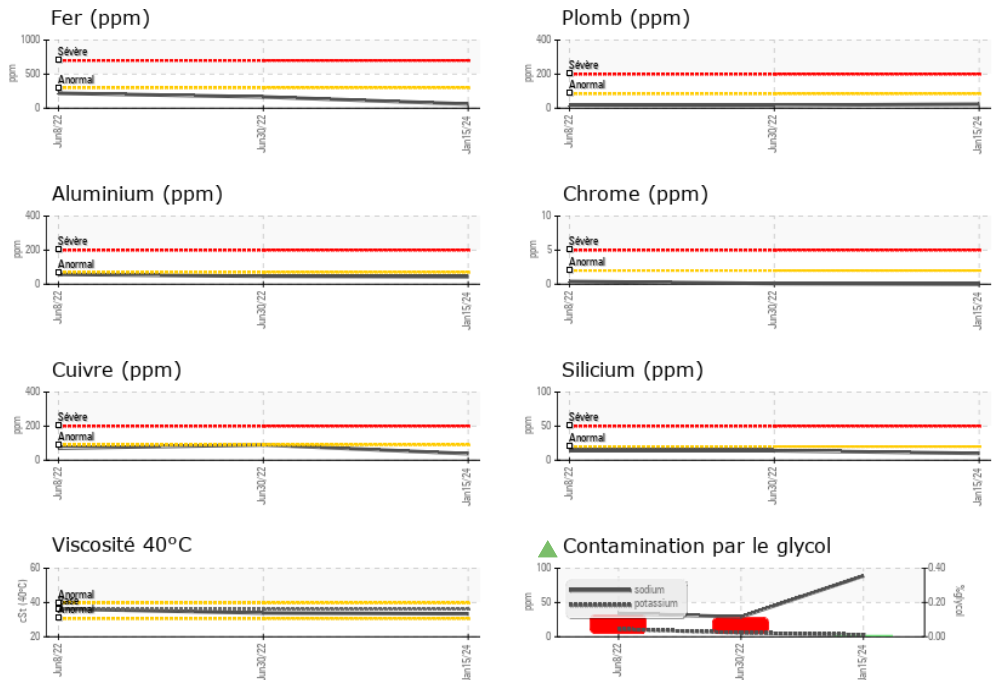 Fer (ppm)
1000
500
0
ppm
Sévère
Anormal
Jun8/22
Jun30/22
Jan15/24
Plomb (ppm)
400
200
0
ppm
Sévère
Anormal
Jun8/22
Jun30/22
Jan15/24
Aluminium (ppm)
400
200
0
ppm
Sévère
Anormal
Jun8/22
Jun30/22
Jan15/24
Chrome (ppm)
10
5
0
ppm
Sévère
Anormal
Jun8/22
Jun30/22
Jan15/24
Cuivre (ppm)
400
200
0
ppm
Sévère
Anormal
Jun8/22
Jun30/22
Jan15/24
Silicium (ppm)
100
50
0
ppm
Sévère
Anormal
Jun8/22
Jun30/22
Jan15/24
Viscosité 40°C
60
40
20
cSt (40°C)
Anormal
Anormal
Jun8/22
Jun30/22
Jan15/24
Contamination par le glycol
100
50
0
ppm
sodium
potassium
0.40
0.20
0.00
%glycol
Jun8/22
Jun30/22
Jan15/24